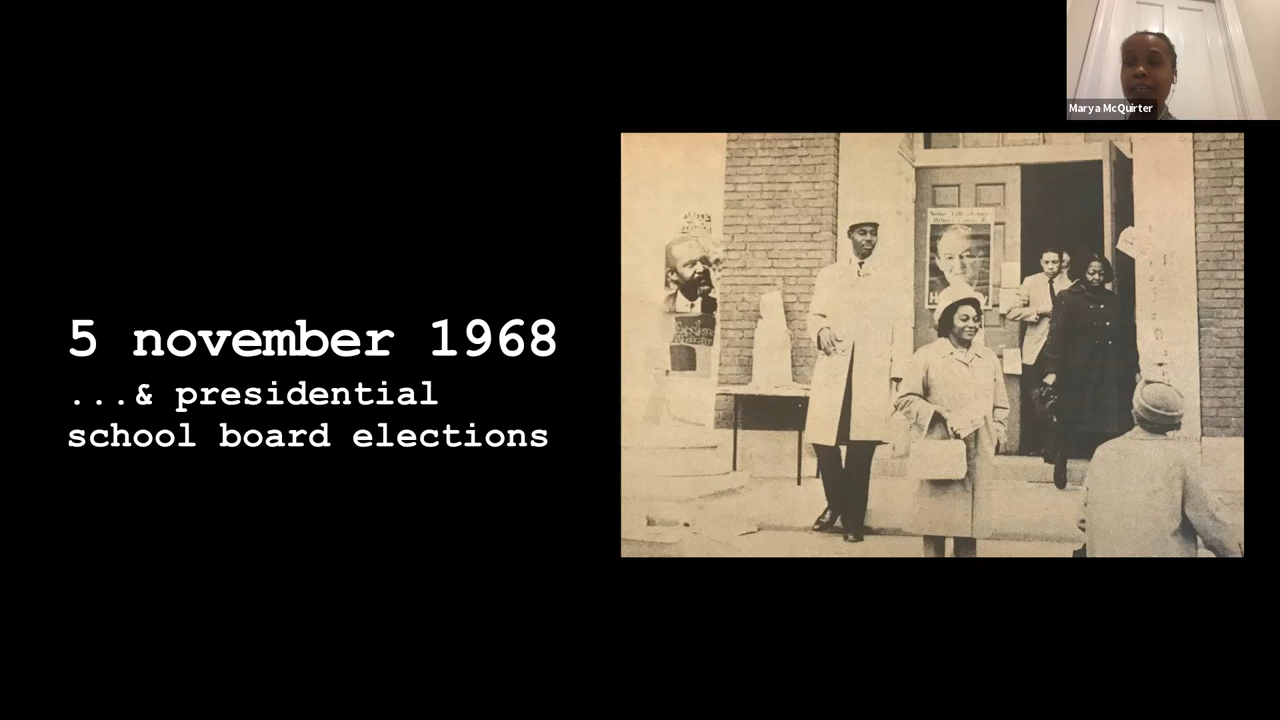 Marya McQuirter
5 november 1968
...& presidential
school board elections